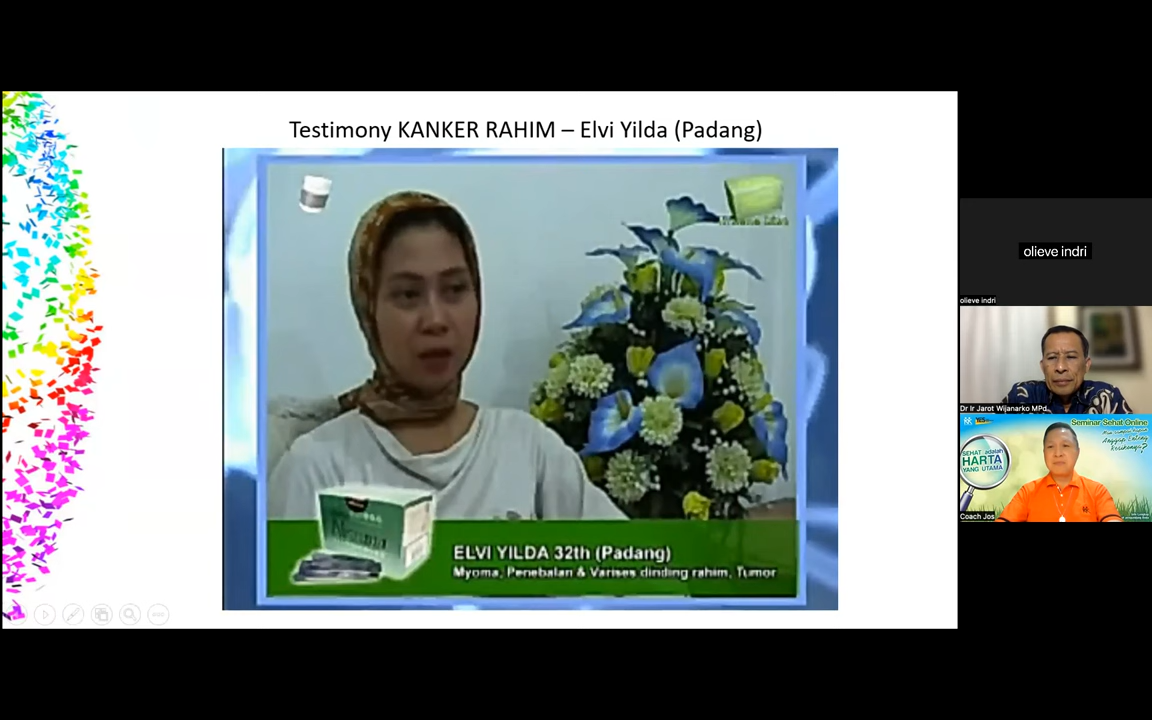 Testimony KANKER RAHIM – Elvi Yilda (Padang)
ELVI YILDA 32th (Padang)
Myoma, Penebalan & Varises dinding rahim, Tumor
olieve indri
olieve indri
Dr Ir Jarot Wijanarko MPd
Seminar Sehat Online
SEHAT adalah
HARTA
YANG UTAMA
Coach Jos